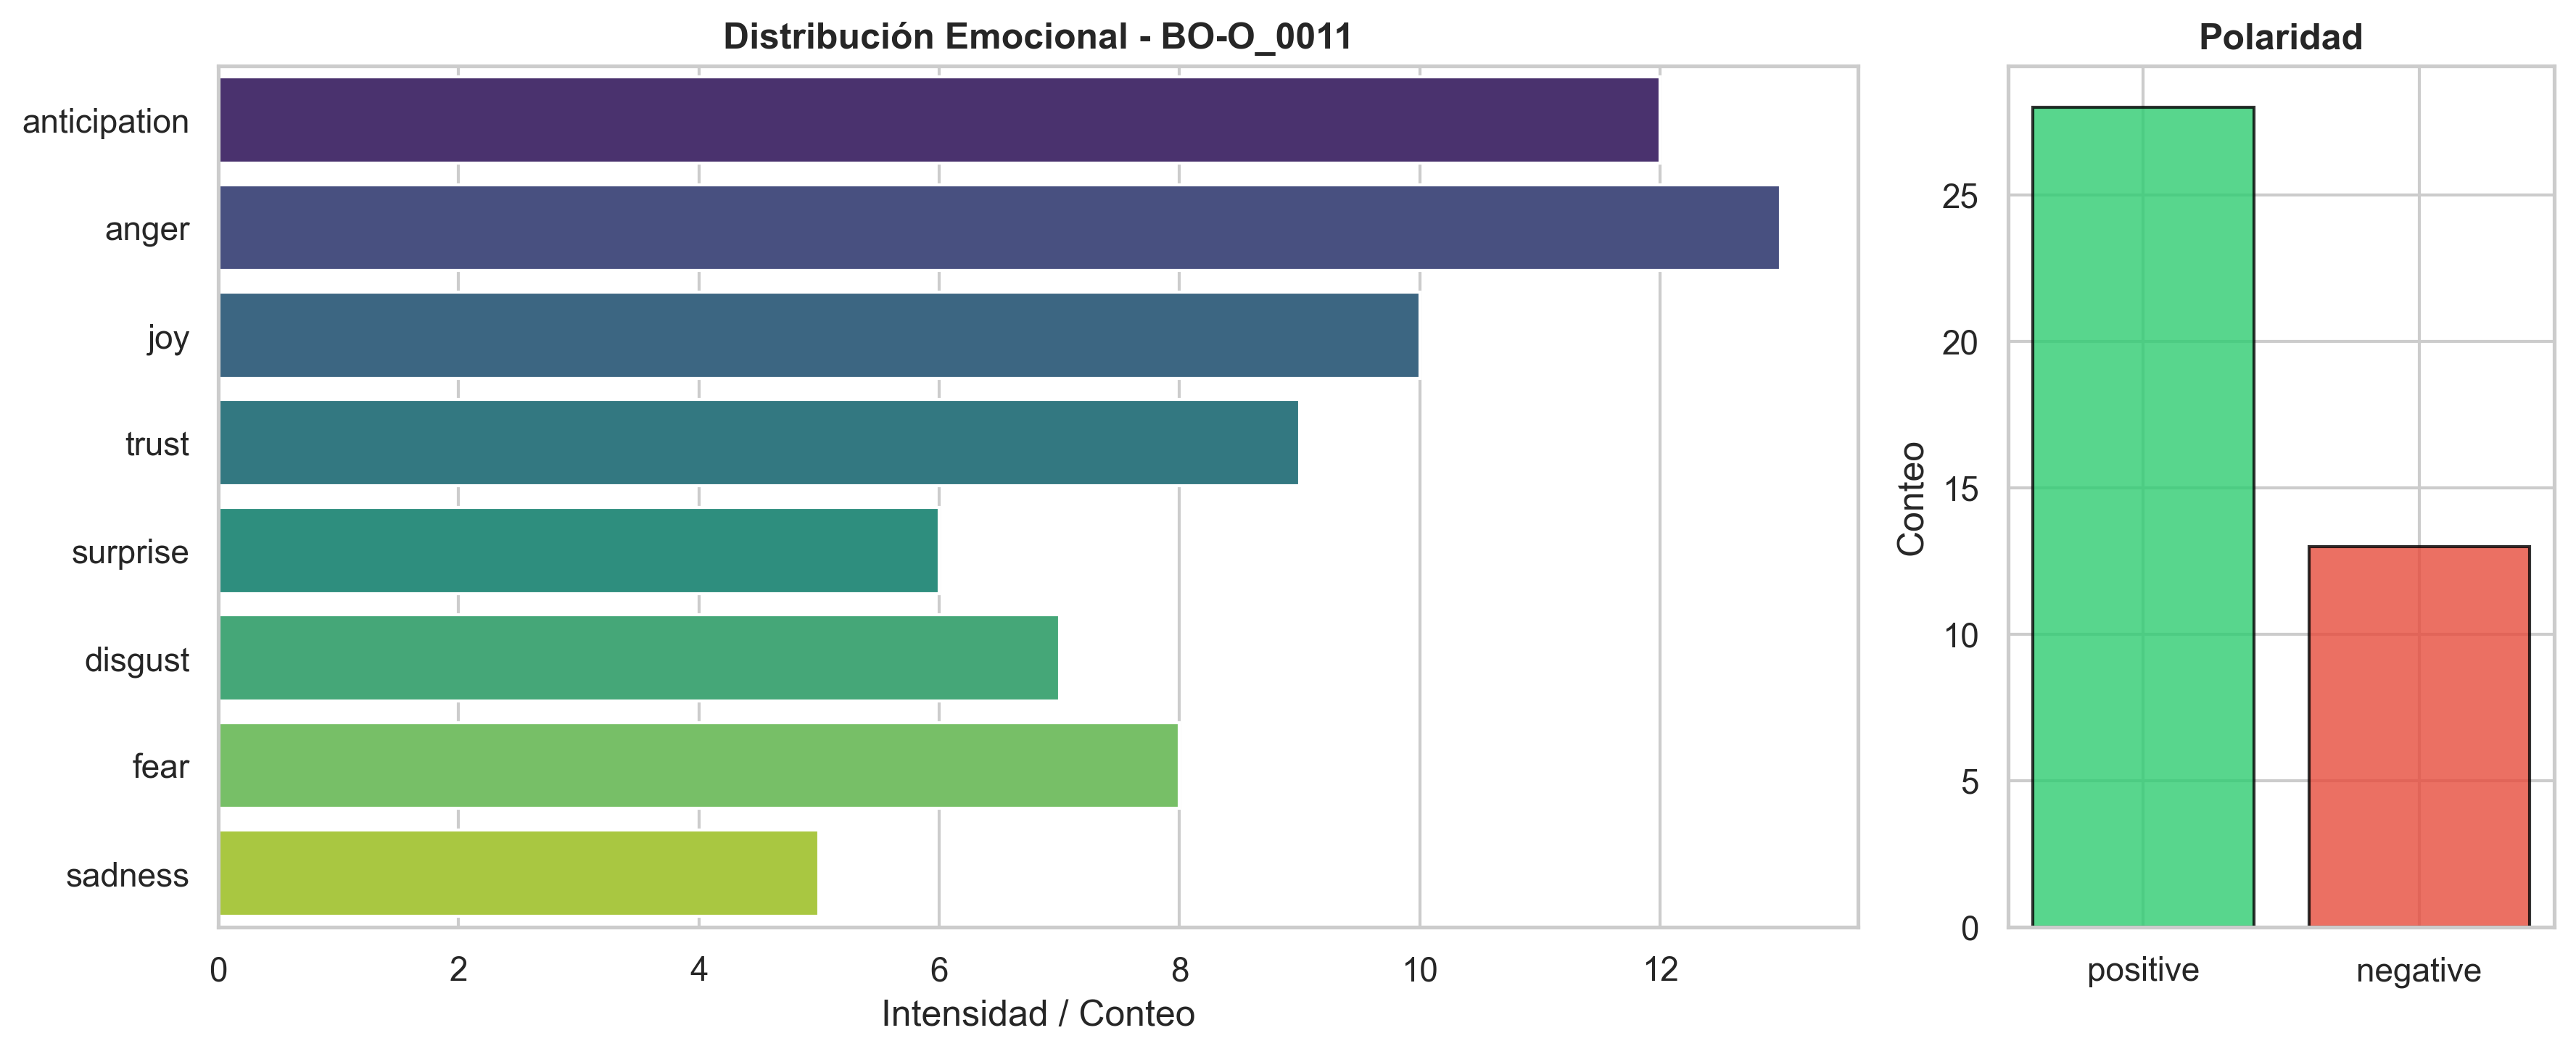 Distribución Emocional - BO-O_0011
anticipation
anger
joy
trust
surprise
disgust
fear
sadness
0 2 4 6 8 10 12
Intensidad / Conteo
Polaridad
Conteo
25
20
15
10
5
0
positive negative